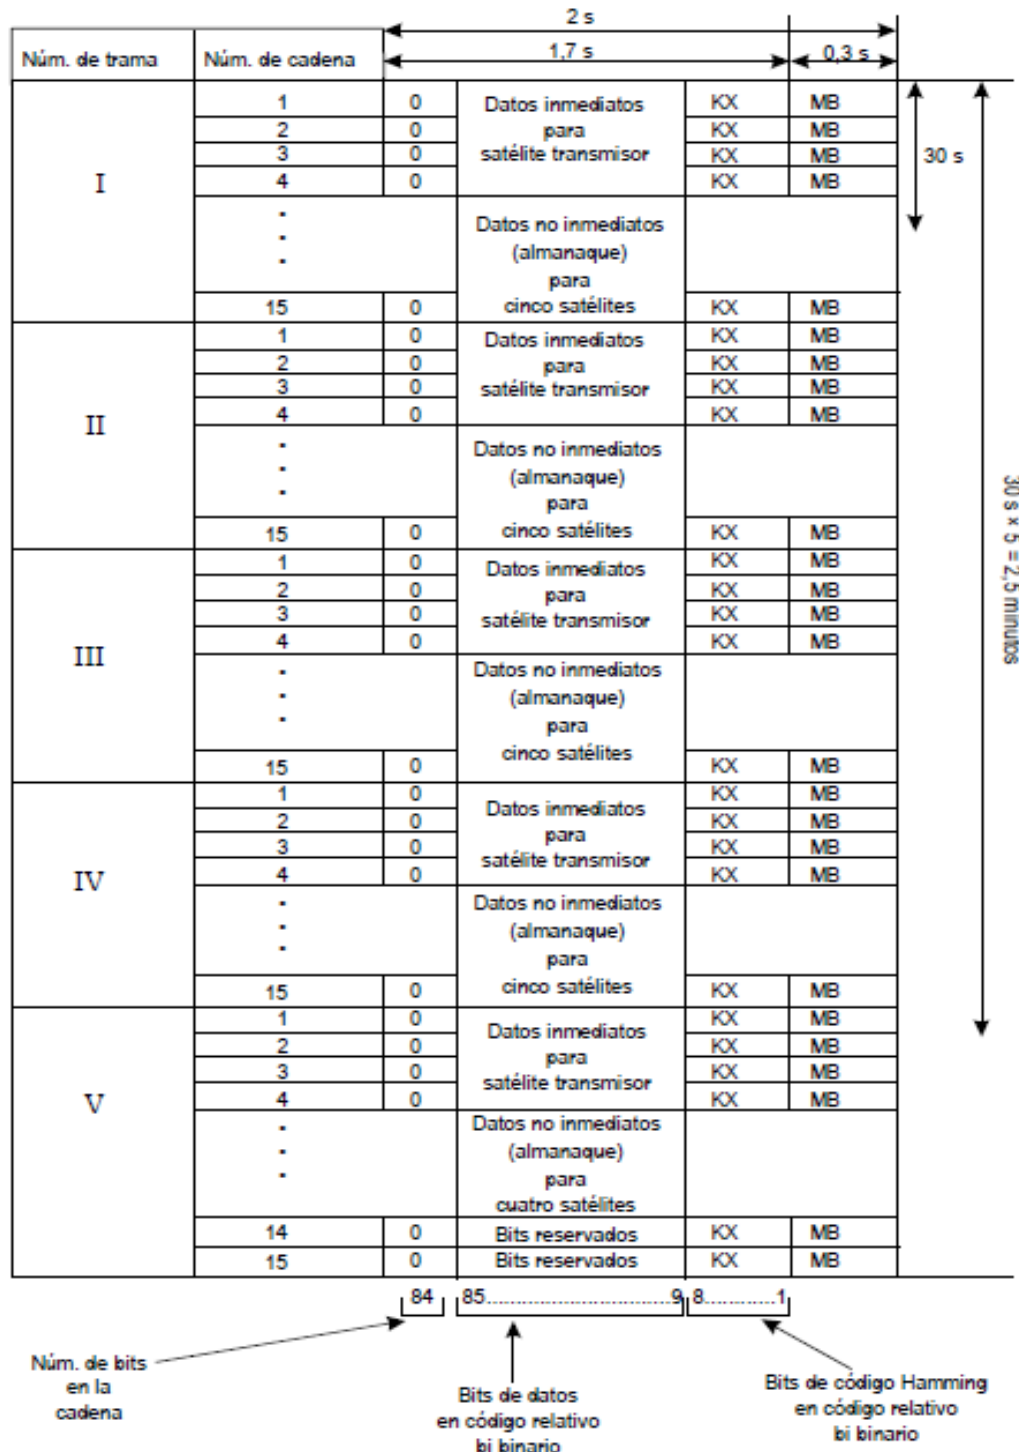 2 s
Núm. de trama Núm. de cadena 1,7 s 0,3 s
1 0 Datos inmediatos KX MB
2 0 para KX MB
3 0 satélite transmisor KX MB 30 s
I 4 0 KX MB
Datos no inmediatos
(almanaque)
para
15 0 cinco satélites KX MB
1 0 Datos inmediatos KX MB
2 0 para KX MB
3 0 satélite transmisor KX MB
II 4 0 KX MB
Datos no inmediatos
(almanaque)
para
15 0 cinco satélites KX MB
30 s × 5 = 2,5 minutos
1 0 Datos inmediatos KX MB
2 0 para KX MB
3 0 satélite transmisor KX MB
III 4 0 KX MB
Datos no inmediatos
(almanaque)
para
15 0 cinco satélites KX MB
1 0 Datos inmediatos KX MB
2 0 para KX MB
3 0 satélite transmisor KX MB
IV 4 0 KX MB
Datos no inmediatos
(almanaque)
para
15 0 cinco satélites KX MB
1 0 Datos inmediatos KX MB
2 0 para KX MB
3 0 satélite transmisor KX MB
V 4 0 KX MB
Datos no inmediatos
(almanaque)
para
cuatro satélites
14 0 Bits reservados KX MB
15 0 Bits reservados KX MB
84 85........................9 8............1
Núm. de bits
en la
cadena
Bits de datos
en código relativo
bi binario
Bits de código Hamming
en código relativo
bi binario